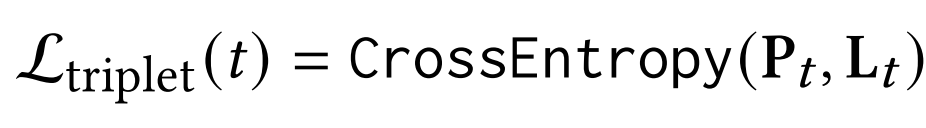 ℒ_triplet(t) = CrossEntropy(P_t, L_t)